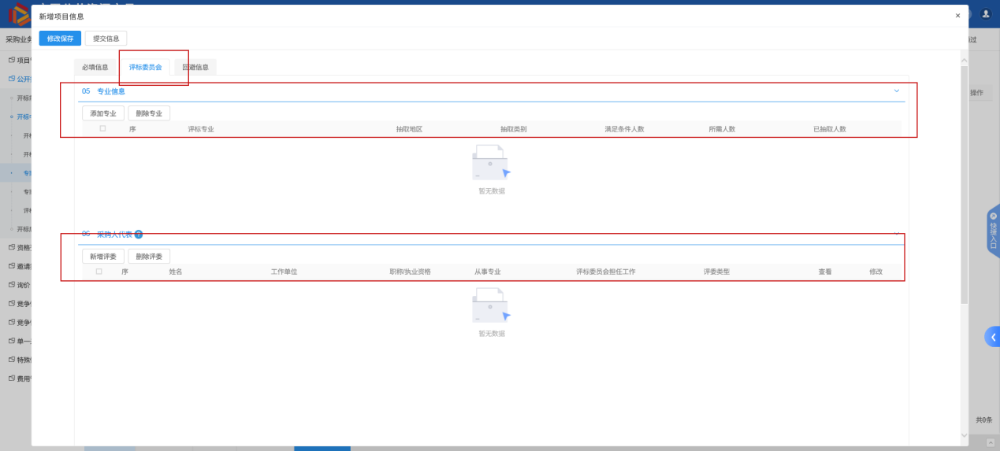 新增项目信息
×
采购业务
修改保存 提交信息
必填信息 评标委员会 回避信息
项目
公开
开标
开标
开标
开标
评标
开标
资格
邀请
询价
竞争
竞争
单一
特殊
费用
05 专业信息
添加专业 删除专业
序 评标专业 抽取地区 抽取类别 满足条件人数 所需人数 已抽取人数
暂无数据
06 采购人代表 ?
新增评委 删除评委
序 姓名 工作单位 职称/执业资格 从事专业 评标委员会担任工作 评委类型 查看 修改
暂无数据
操作
快捷入口
共0条